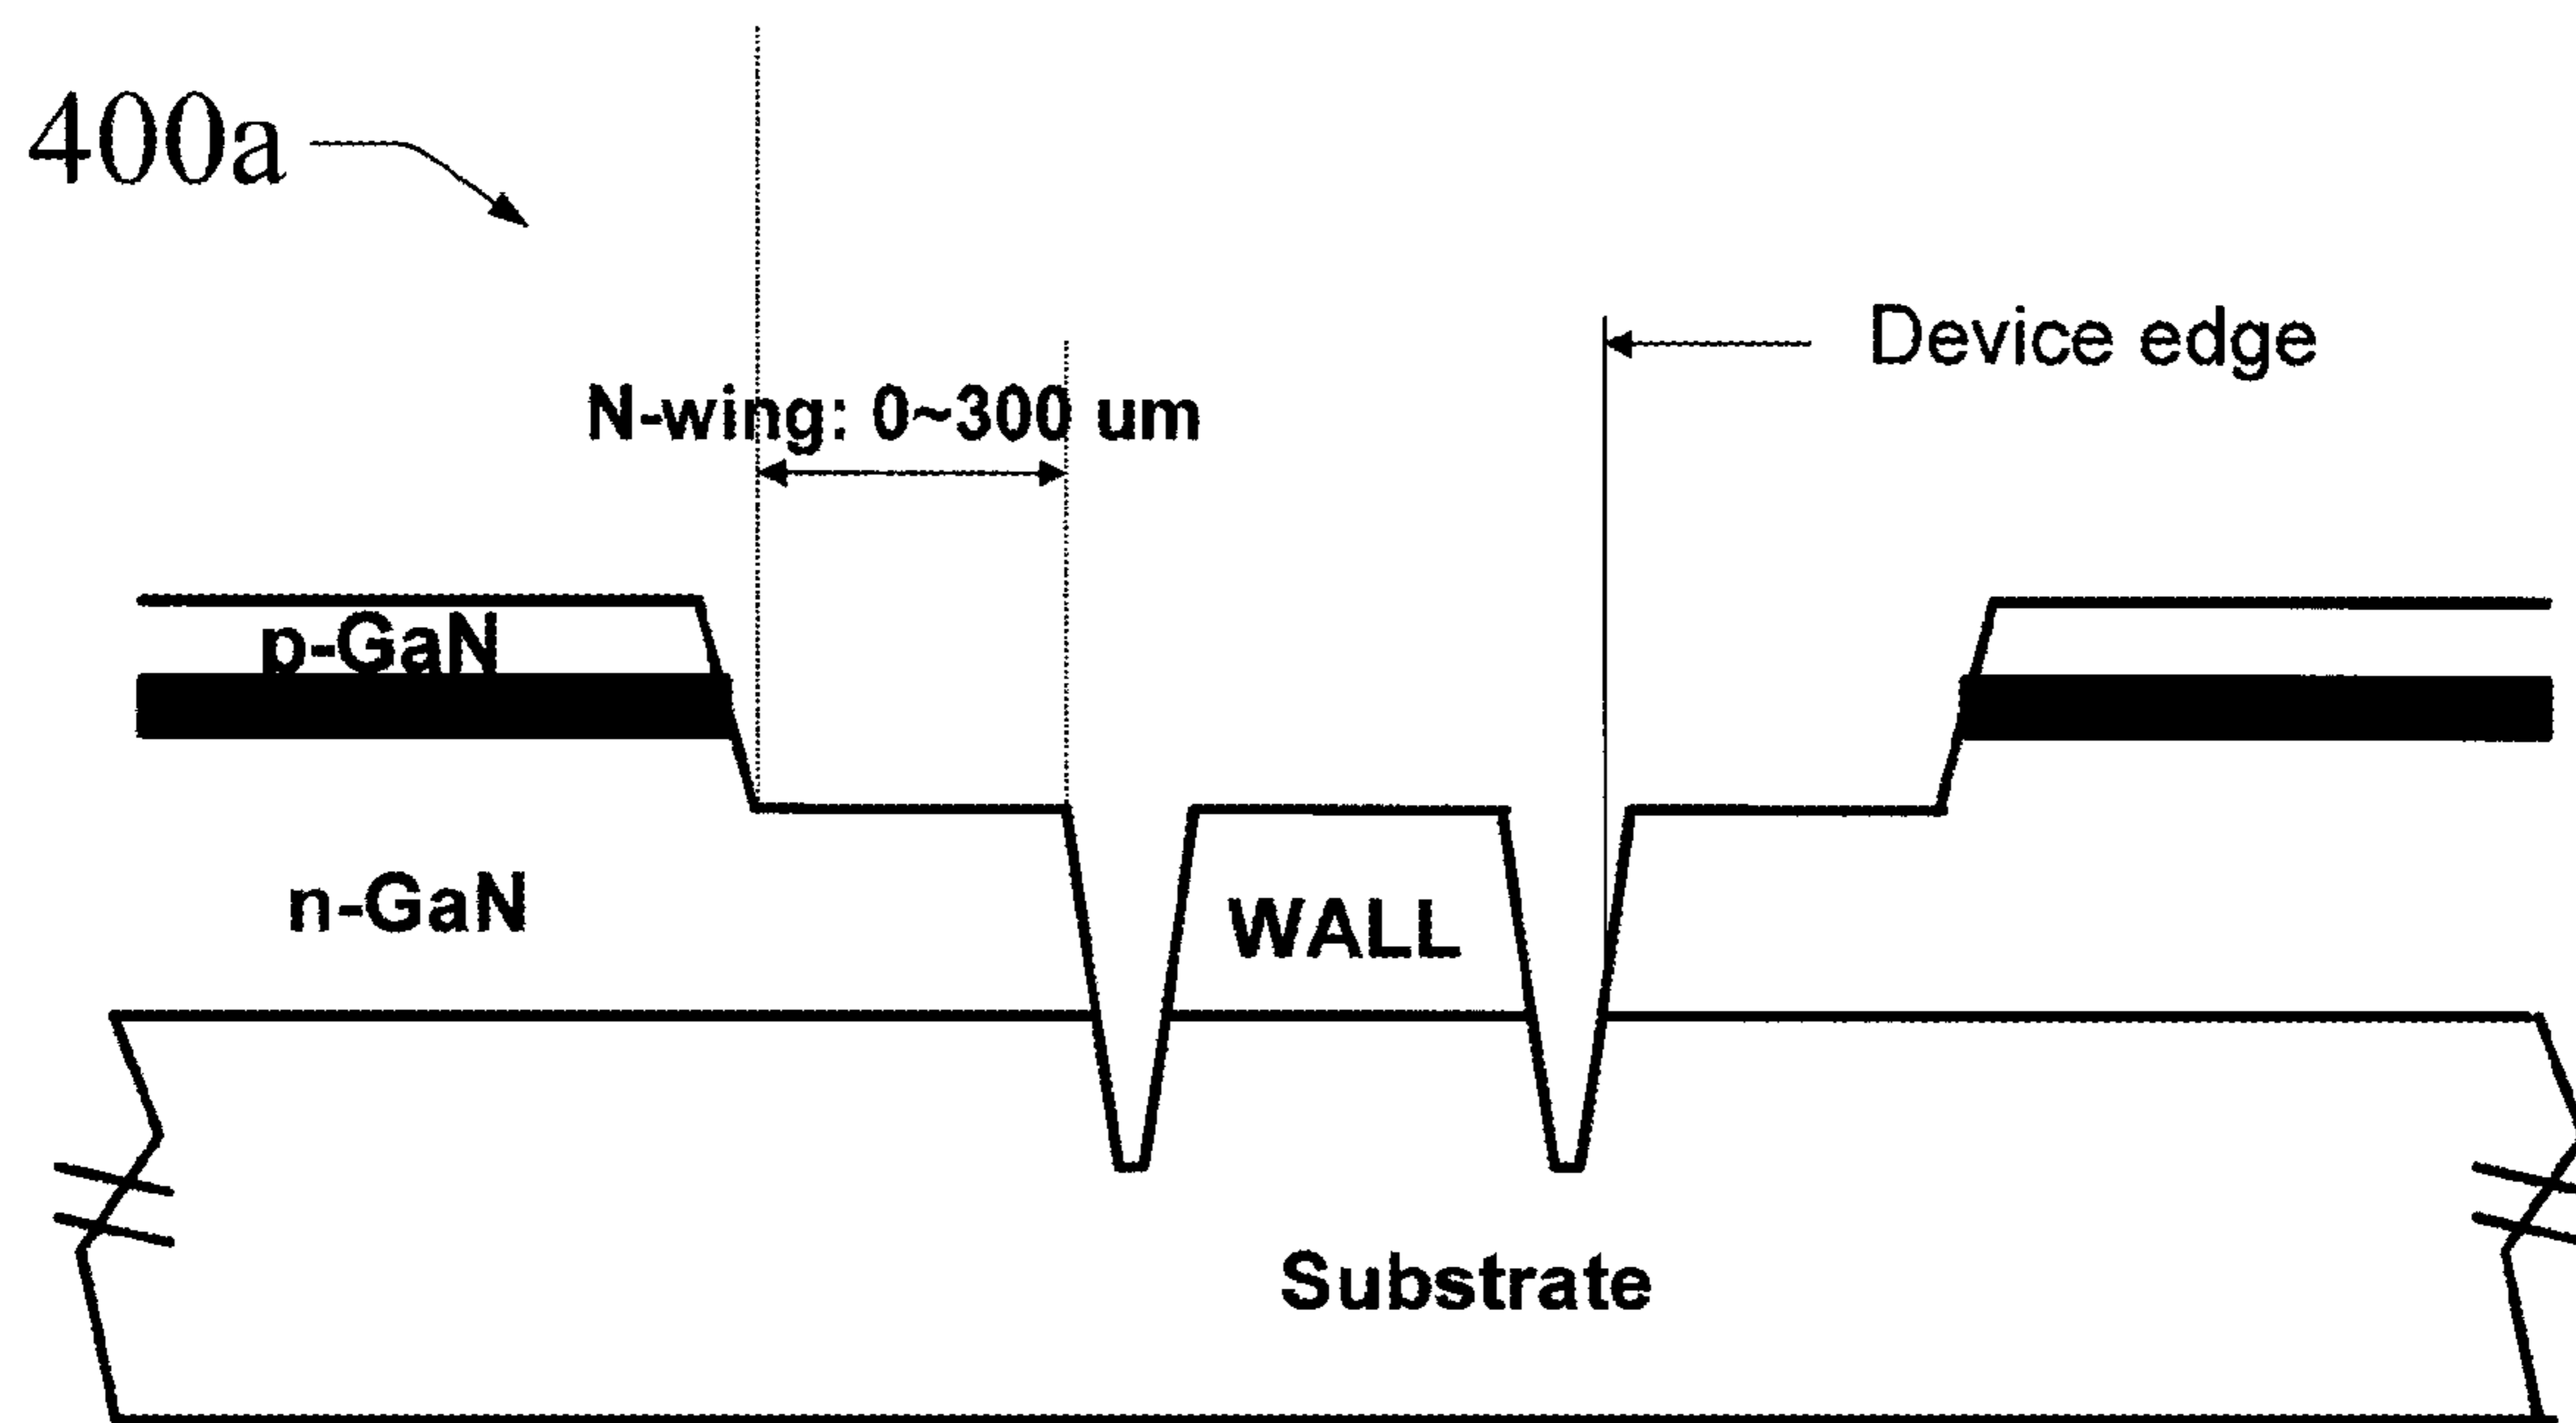 400a
Device edge
N-wing: 0~300 um
p-GaN
n-GaN
WALL
Substrate